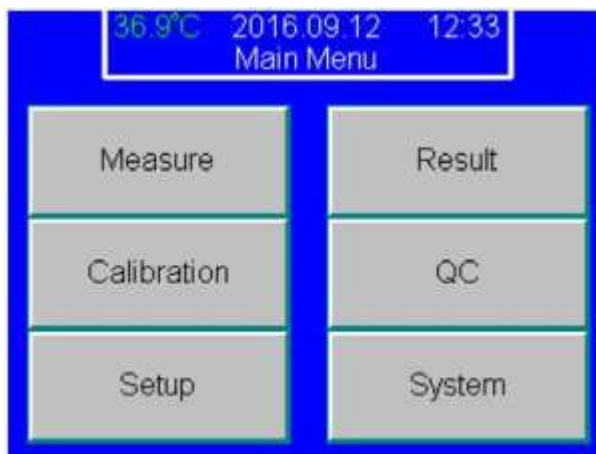 36.9°C 2016.09.12 12:33
Main Menu
Measure Result
Calibration QC
Setup System